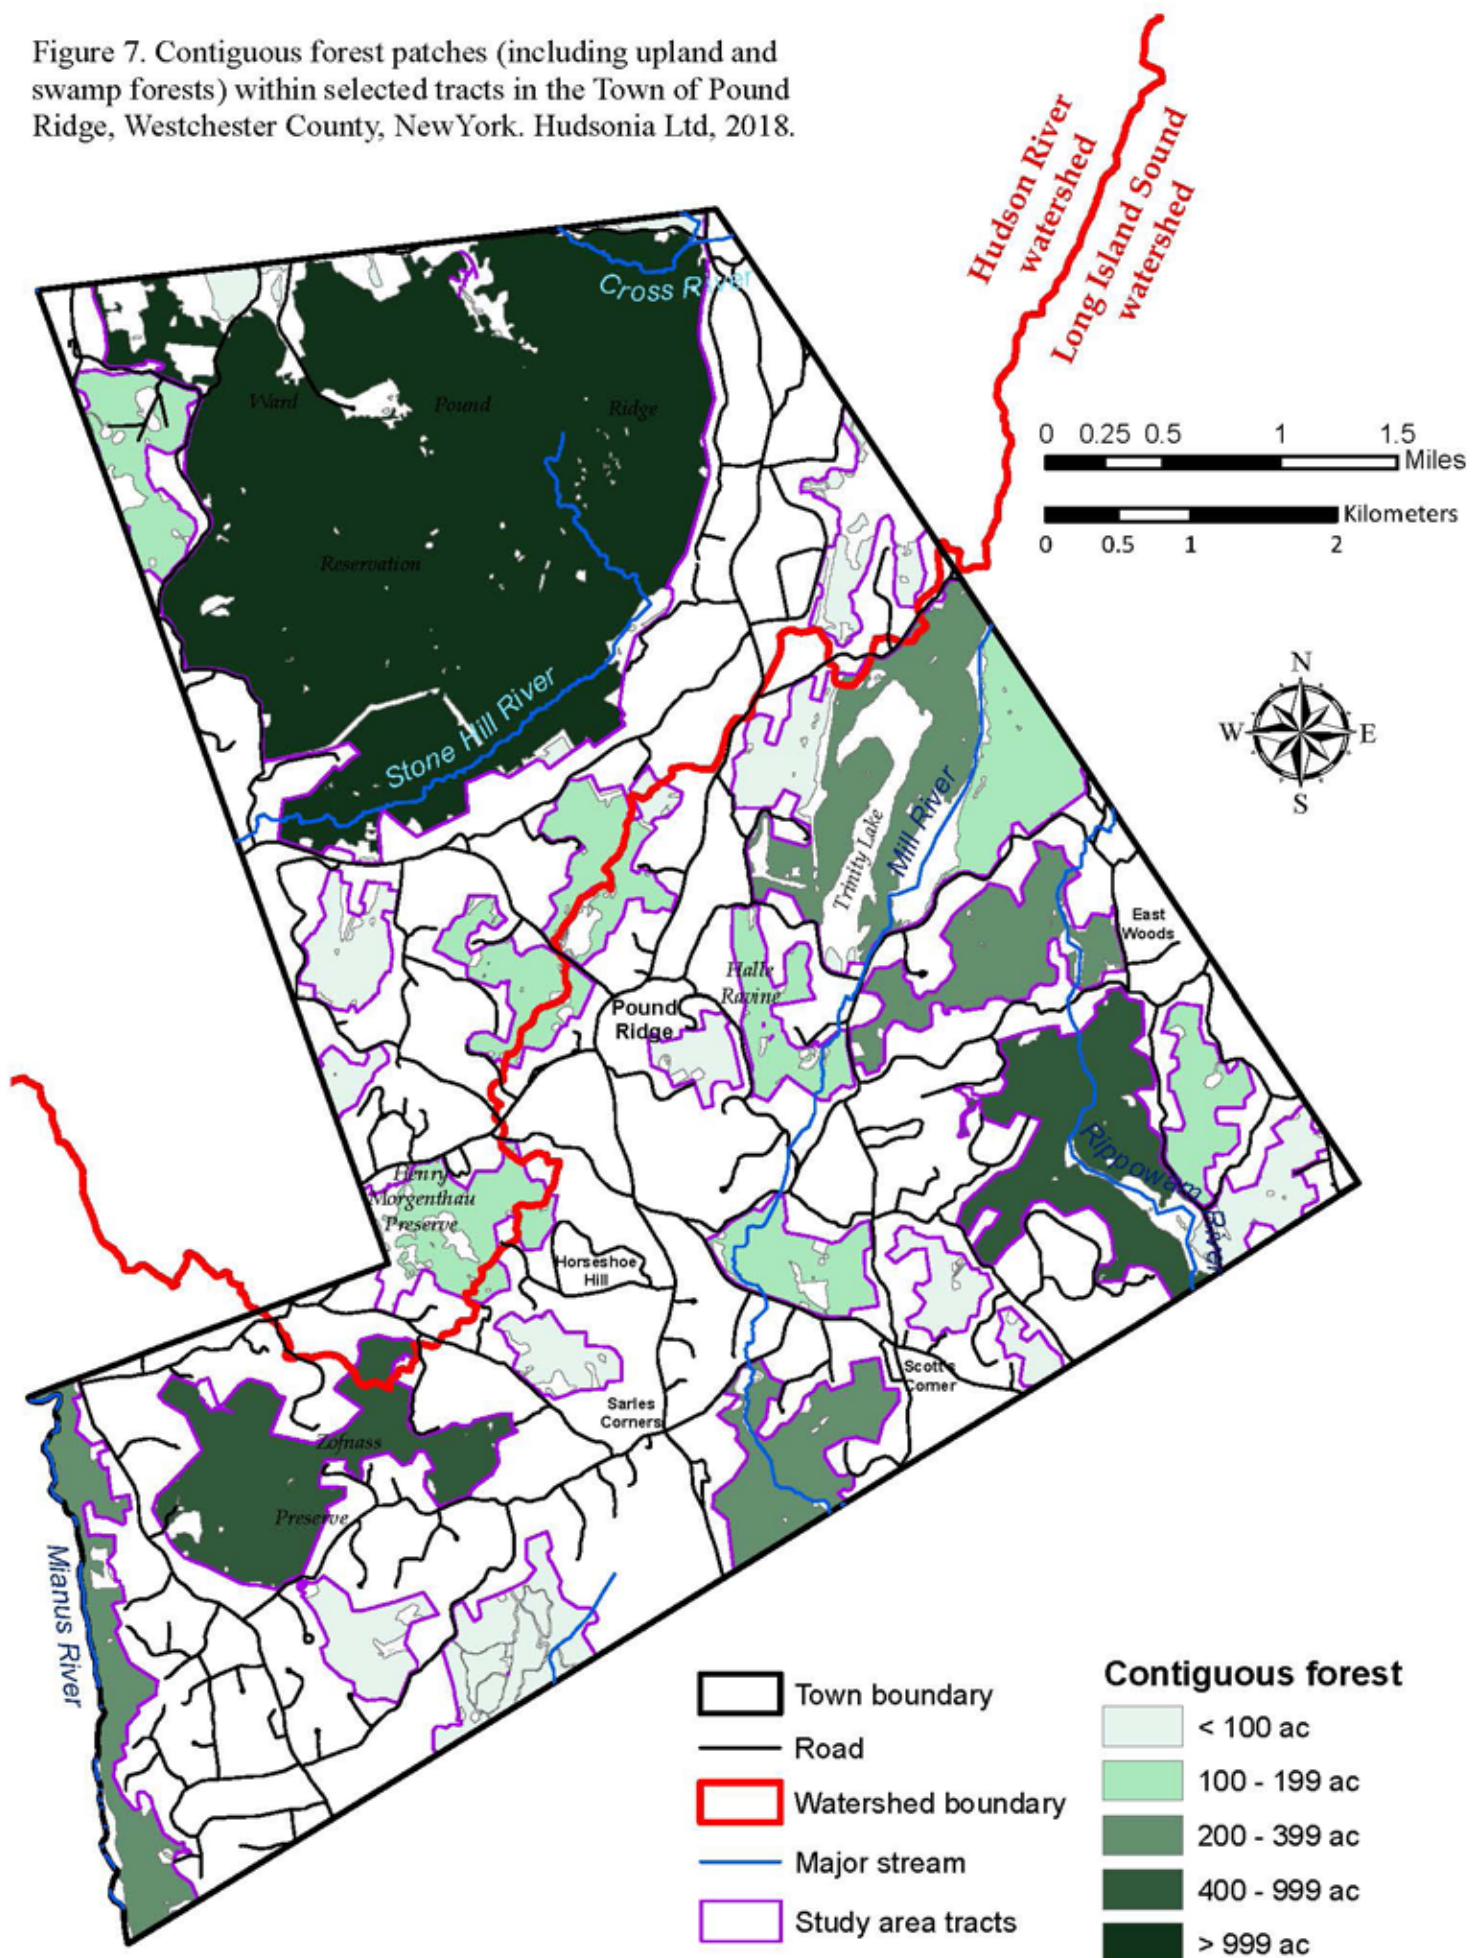 Figure 7. Contiguous forest patches (including upland and
swamp forests) within selected tracts in the Town of Pound
Ridge, Westchester County, NewYork. Hudsonia Ltd, 2018.
Hudson River
watershed
Long Island Sound
watershed
Cross River
Ward
Pound
Ridge
Reservation
0 0.25 0.5 1 1.5
Miles
Kilometers
0 0.5 1 2
N
W
E
S
Stone Hill River
Trinity Lake
Mill River
East
Woods
Halle
Ravine
Pound
Ridge
Rippowam
River
Henry
Morgenthau
Preserve
Horseshoe
Hill
Scotts
Corner
Sarles
Corners
Zofnass
Preserve
Mianus River
Town boundary
Road
Watershed boundary
Major stream
Study area tracts
Contiguous forest
< 100 ac
100 - 199 ac
200 - 399 ac
400 - 999 ac
> 999 ac